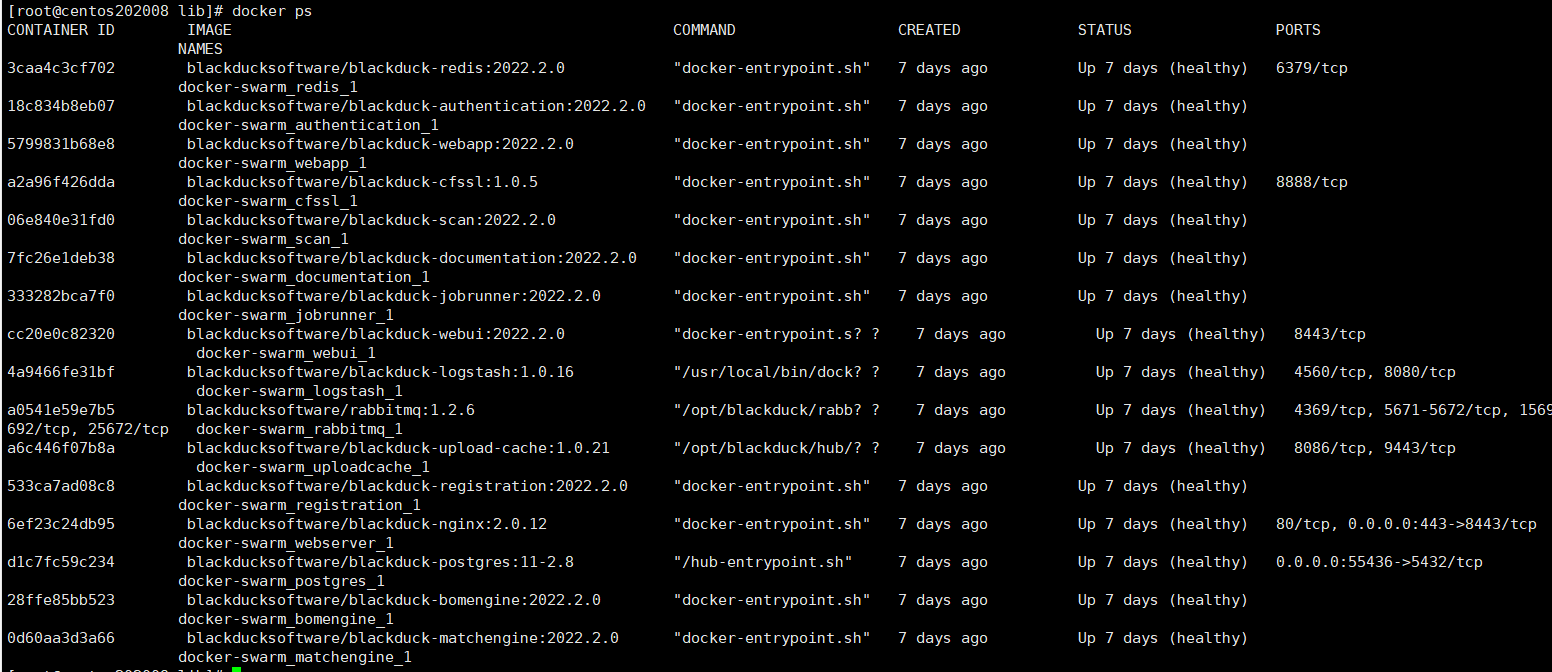 [root@centos202008 lib]# docker ps
CONTAINER ID        IMAGE                                                 COMMAND                  CREATED             STATUS                PORTS
                   NAMES
3caa4c3cf702        blackducksoftware/blackduck-redis:2022.2.0            "docker-entrypoint.sh"   7 days ago          Up 7 days (healthy)   6379/tcp
                   docker-swarm_redis_1
18c834b8eb07        blackducksoftware/blackduck-authentication:2022.2.0   "docker-entrypoint.sh"   7 days ago          Up 7 days (healthy)
                   docker-swarm_authentication_1
5799831b68e8        blackducksoftware/blackduck-webapp:2022.2.0           "docker-entrypoint.sh"   7 days ago          Up 7 days (healthy)
                   docker-swarm_webapp_1
a2a96f426dda        blackducksoftware/blackduck-cfssl:1.0.5               "docker-entrypoint.sh"   7 days ago          Up 7 days (healthy)   8888/tcp
                   docker-swarm_cfssl_1
06e840e31fd0        blackducksoftware/blackduck-scan:2022.2.0             "docker-entrypoint.sh"   7 days ago          Up 7 days (healthy)
                   docker-swarm_scan_1
7fc26e1deb38        blackducksoftware/blackduck-documentation:2022.2.0    "docker-entrypoint.sh"   7 days ago          Up 7 days (healthy)
                   docker-swarm_documentation_1
333282bca7f0        blackducksoftware/blackduck-jobrunner:2022.2.0        "docker-entrypoint.sh"   7 days ago          Up 7 days (healthy)
                   docker-swarm_jobrunner_1
cc20e0c82320        blackducksoftware/blackduck-webui:2022.2.0            "docker-entrypoint.s? ?    7 days ago          Up 7 days (healthy)   8443/tcp
                     docker-swarm_webui_1
4a9466fe31bf        blackducksoftware/blackduck-logstash:1.0.16           "/usr/local/bin/dock? ?    7 days ago          Up 7 days (healthy)   4560/tcp, 8080/tcp
                     docker-swarm_logstash_1
a0541e59e7b5        blackducksoftware/rabbitmq:1.2.6                      "/opt/blackduck/rabb? ?    7 days ago          Up 7 days (healthy)   4369/tcp, 5671-5672/tcp, 1569
692/tcp, 25672/tcp   docker-swarm_rabbitmq_1
a6c446f07b8a        blackducksoftware/blackduck-upload-cache:1.0.21       "/opt/blackduck/hub/? ?    7 days ago          Up 7 days (healthy)   8086/tcp, 9443/tcp
                     docker-swarm_uploadcache_1
533ca7ad08c8        blackducksoftware/blackduck-registration:2022.2.0     "docker-entrypoint.sh"   7 days ago          Up 7 days (healthy)
                   docker-swarm_registration_1
6ef23c24db95        blackducksoftware/blackduck-nginx:2.0.12              "docker-entrypoint.sh"   7 days ago          Up 7 days (healthy)   80/tcp, 0.0.0.0:443->8443/tcp
                   docker-swarm_webserver_1
d1c7fc59c234        blackducksoftware/blackduck-postgres:11-2.8           "/hub-entrypoint.sh"     7 days ago          Up 7 days (healthy)   0.0.0.0:55436->5432/tcp
                   docker-swarm_postgres_1
28ffe85bb523        blackducksoftware/blackduck-bomengine:2022.2.0        "docker-entrypoint.sh"   7 days ago          Up 7 days (healthy)
                   docker-swarm_bomengine_1
0d60aa3d3a66        blackducksoftware/blackduck-matchengine:2022.2.0      "docker-entrypoint.sh"   7 days ago          Up 7 days (healthy)
                   docker-swarm_matchengine_1